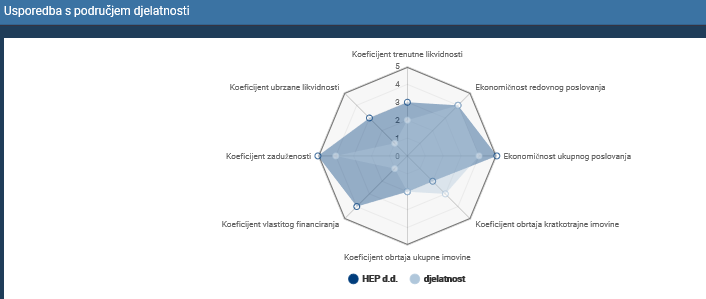 Usporedba s područjem djelatnosti
Koeficijent trenutne likvidnosti
5
Koeficijent ubrzane likvidnosti
4
Ekonomičnost redovnog poslovanja
3
2
1
Koeficijent zaduženosti
0
Ekonomičnost ukupnog poslovanja
Koeficijent vlastitog financiranja
Koeficijent obrtaja kratkotrajne imovine
Koeficijent obrtaja ukupne imovine
HEP d.d.
djelatnost